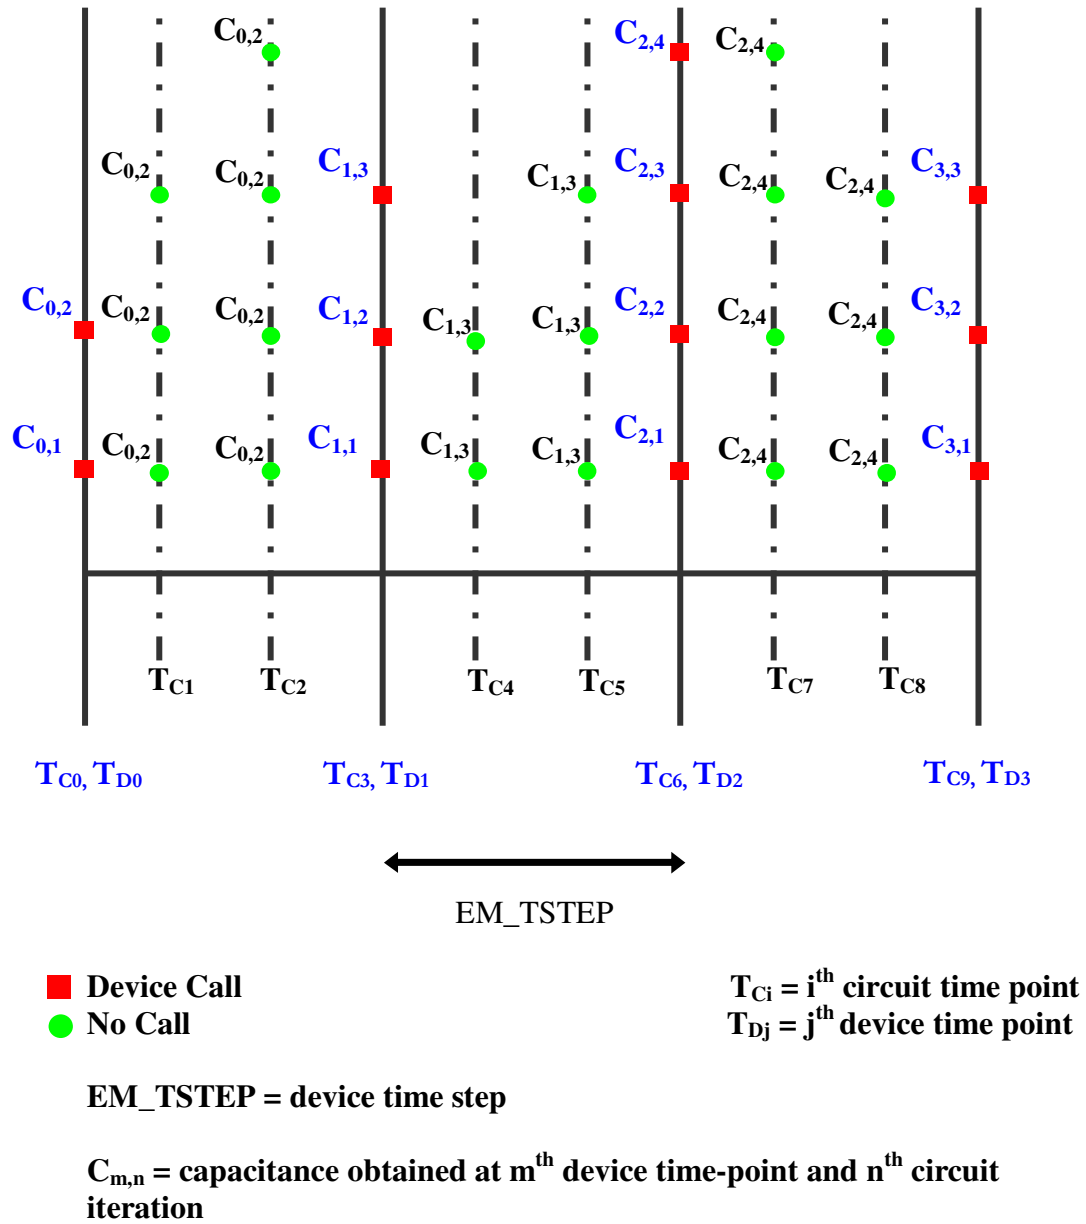 C0,2 C2,4 C2,4
C0,2 C0,2 C1,3 C1,3 C2,3 C2,4 C2,4 C3,3
C0,2 C0,2 C0,2 C1,2 C1,3 C1,3 C2,2 C2,4 C2,4 C3,2
C0,1 C0,2 C0,2 C1,1 C1,3 C1,3 C2,1 C2,4 C2,4 C3,1
TC1 TC2 TC4 TC5 TC7 TC8
TC0, TD0 TC3, TD1 TC6, TD2 TC9, TD3
EM_TSTEP
Device Call
No Call
TCi = ith circuit time point
TDj = jth device time point
EM_TSTEP = device time step
Cm,n = capacitance obtained at mth device time-point and nth circuit
iteration